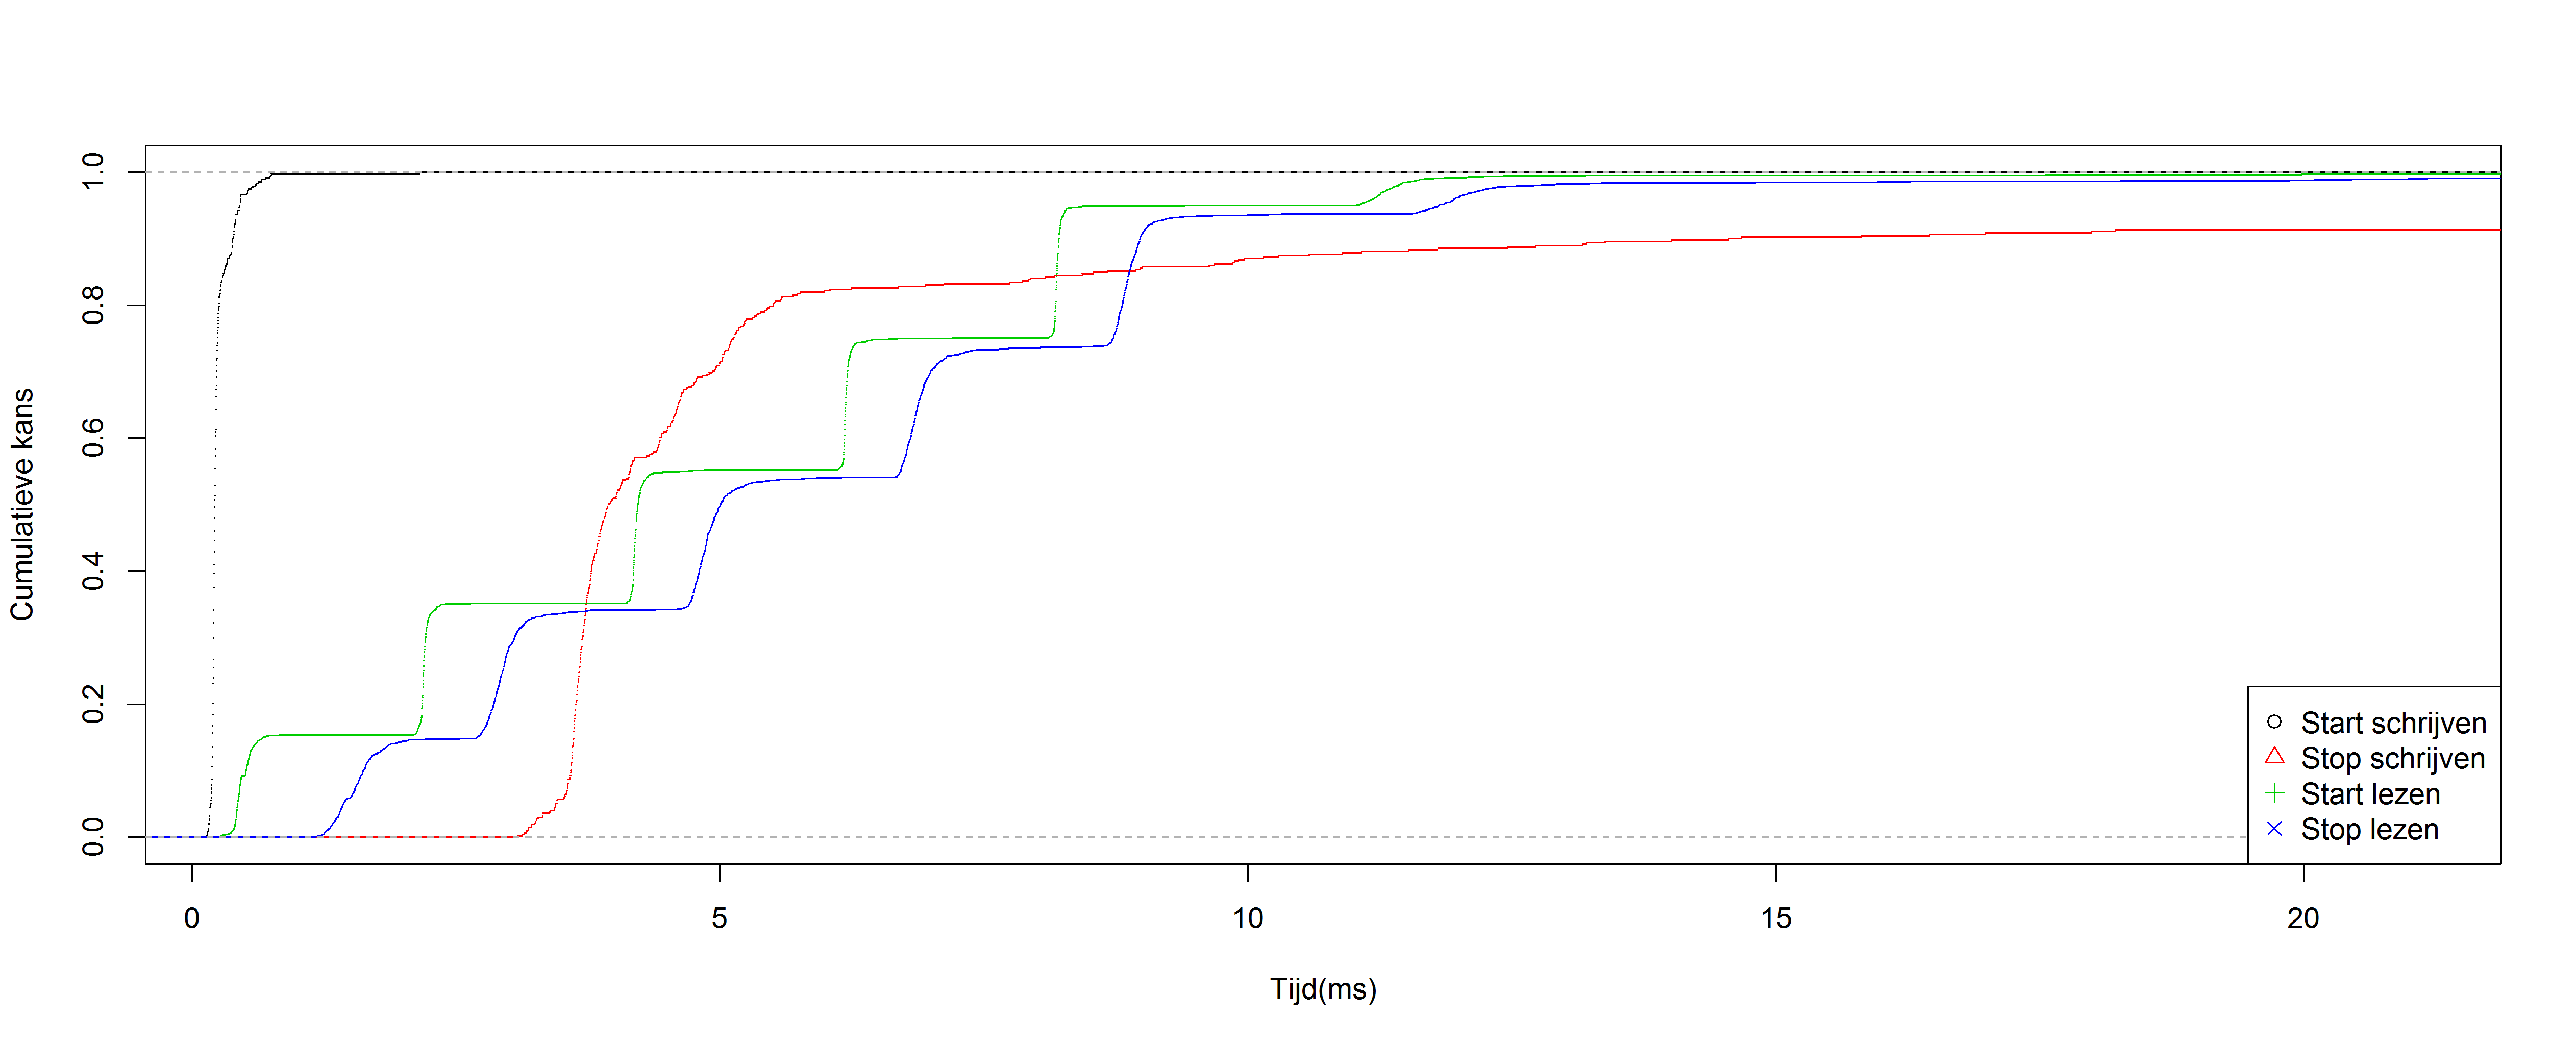 Cumulatieve kans
1.0
0.8
0.6
0.4
0.2
0.0
0 5 10 15 20
Tijd(ms)
Start schrijven
Stop schrijven
Start lezen
Stop lezen